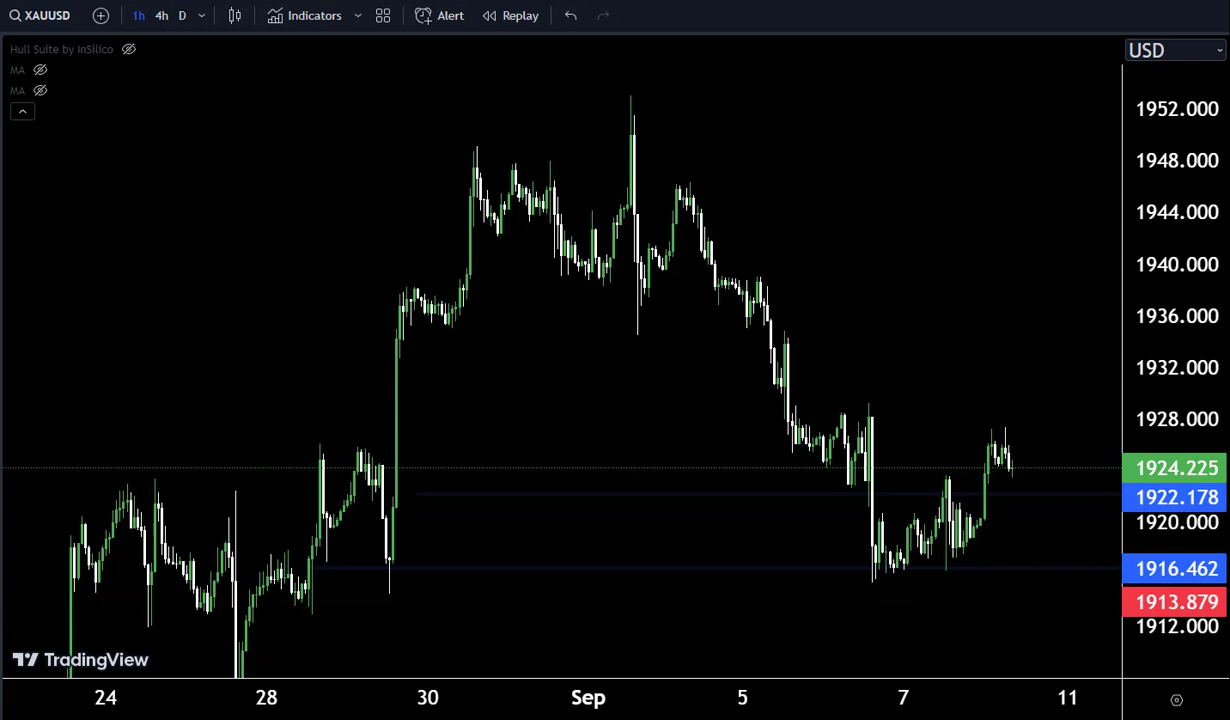 XAUUSD 1h 4h D Indicators Alert Replay
Hull Suite by InSilico
MA
MA
USD
1952.000
1948.000
1944.000
1940.000
1936.000
1932.000
1928.000
1924.225
1922.178
1920.000
1916.462
1913.879
1912.000
TradingView
24 28 30 Sep 5 7 11